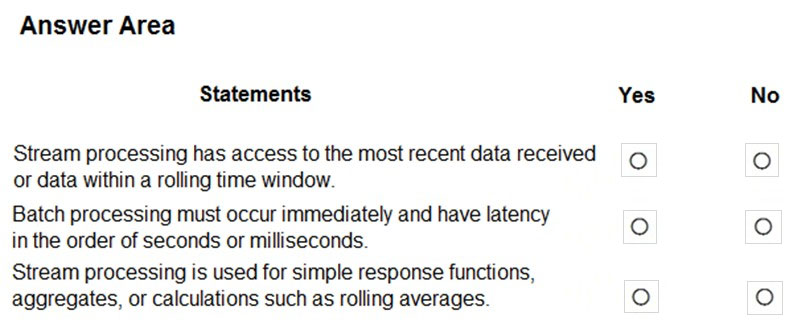 Answer Area
Statements Yes No
Stream processing has access to the most recent data received
or data within a rolling time window.
Batch processing must occur immediately and have latency
in the order of seconds or milliseconds.
Stream processing is used for simple response functions,
aggregates, or calculations such as rolling averages.